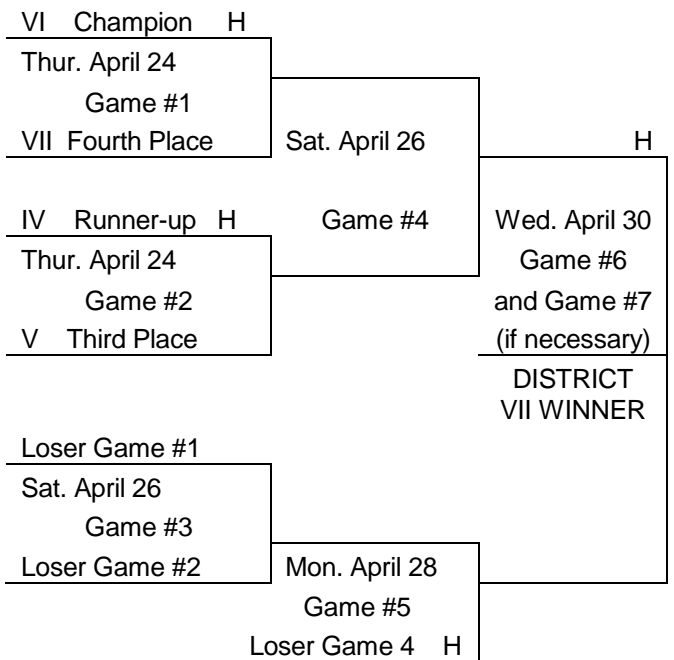 VI Champion H
Thur. April 24
Game #1
VII Fourth Place
Sat. April 26
H
IV Runner-up H
Game #4
Wed. April 30
Thur. April 24
Game #6
Game #2
and Game #7
V Third Place
(if necessary)
DISTRICT
VII WINNER
Loser Game #1
Sat. April 26
Game #3
Loser Game #2
Mon. April 28
Game #5
Loser Game 4 H